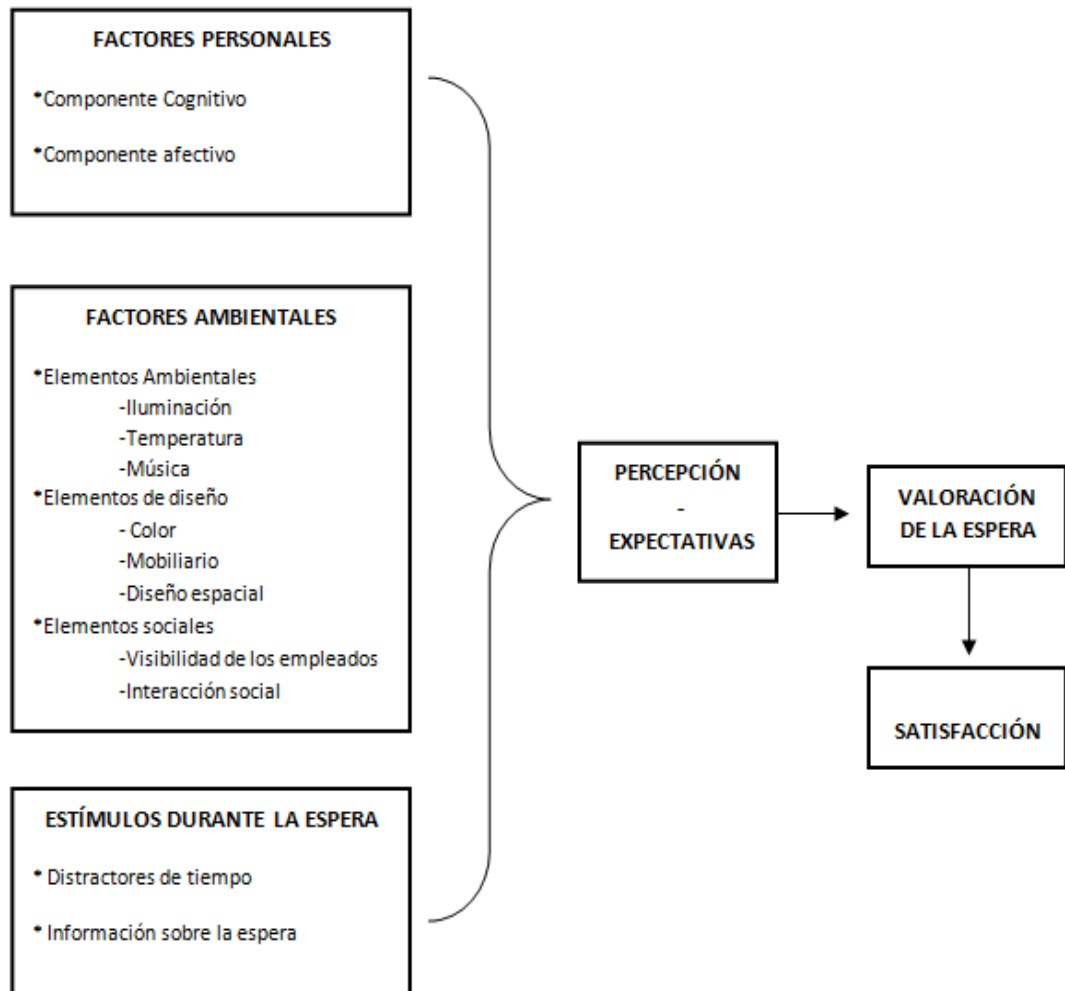 FACTORES PERSONALES
*Componente Cognitivo
*Componente afectivo
FACTORES AMBIENTALES
*Elementos Ambientales
-Iluminación
-Temperatura
-Música
*Elementos de diseño
- Color
-Mobiliario
-Diseño espacial
*Elementos sociales
-Visibilidad de los empleados
-Interacción social
ESTÍMULOS DURANTE LA ESPERA
* Distractores de tiempo
* Información sobre la espera
PERCEPCIÓN
-
EXPECTATIVAS
VALORACIÓN
DE LA ESPERA
SATISFACCIÓN